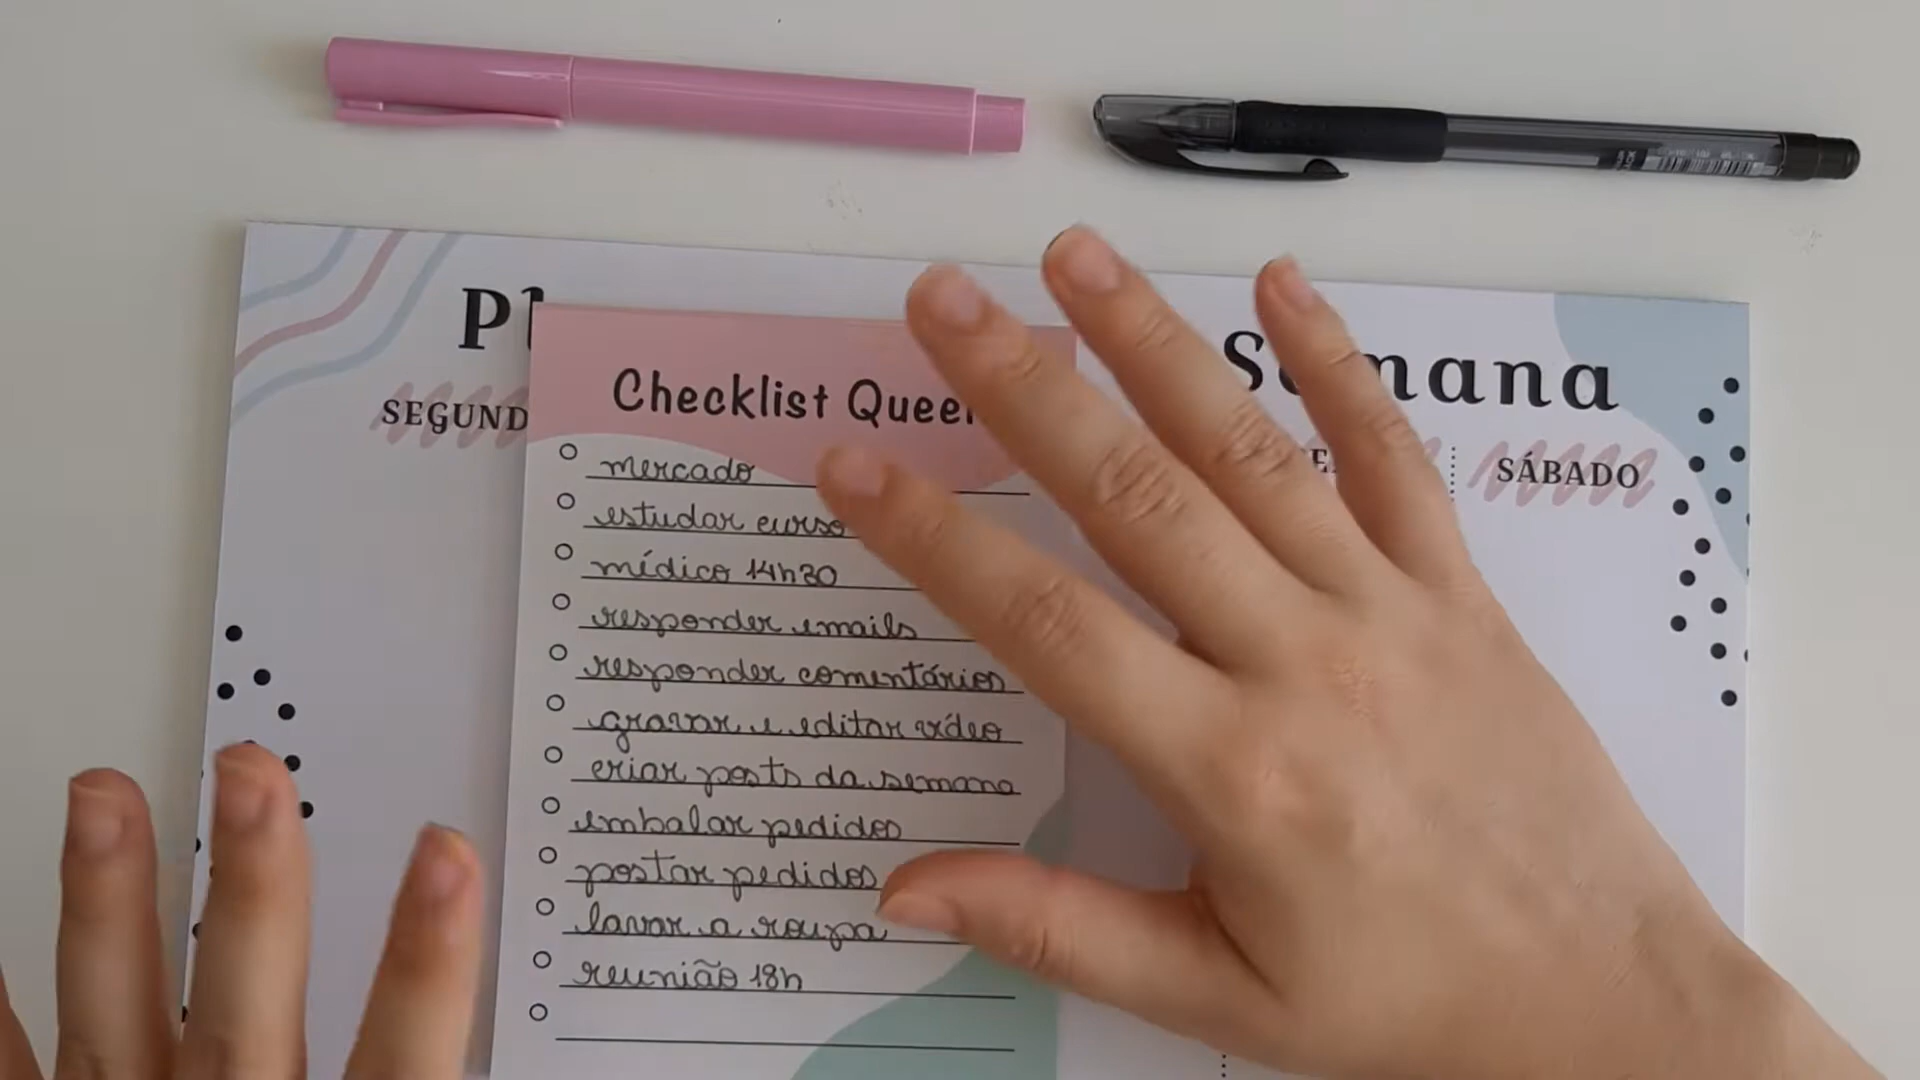 Pl
Semana
SEGUND
SÁBADO
Checklist Queen
mercado
estudar curso
médico 14h30
responder emails
responder comentários
gravar e editar vídeo
criar posts da semana
embalar pedidos
postar pedidos
lavar a roupa
reunião 18h